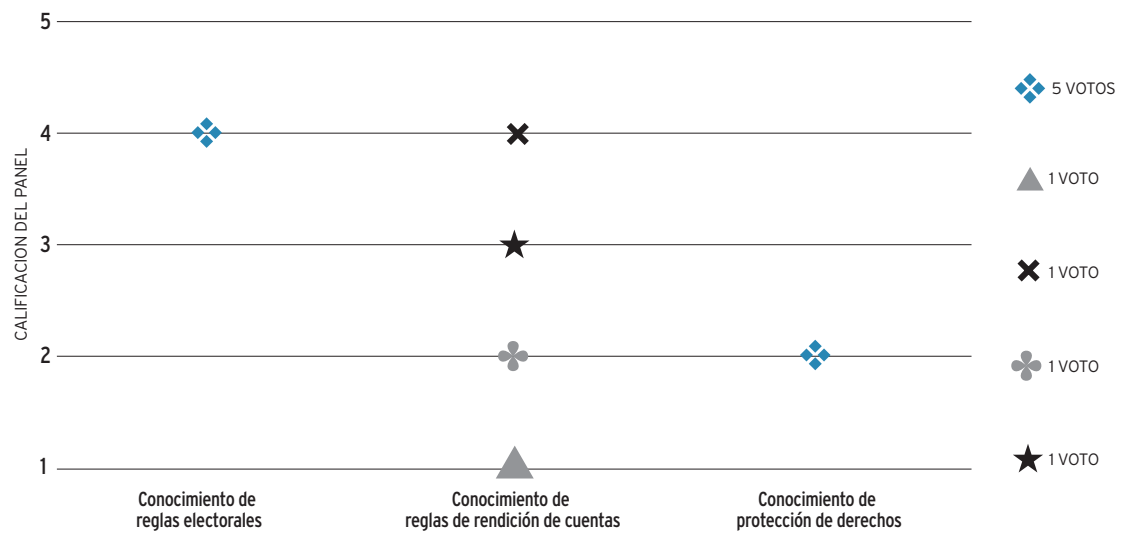 5
4
3
2
1
CALIFICACION DEL PANEL
Conocimiento de
reglas electorales
Conocimiento de
reglas de rendición de cuentas
Conocimiento de
protección de derechos
5 VOTOS
1 VOTO
1 VOTO
1 VOTO
1 VOTO